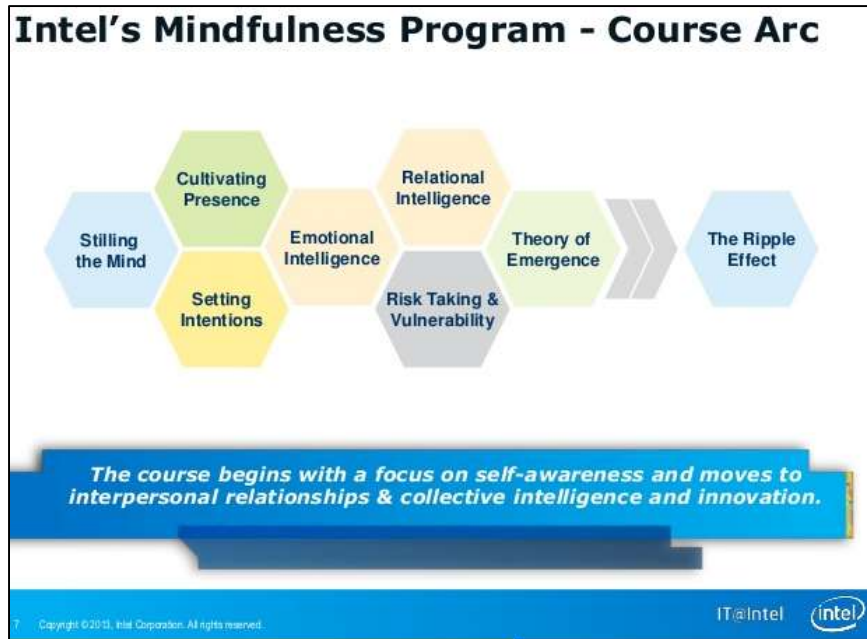 Intel's Mindfulness Program - Course Arc
Stilling
the Mind
Cultivating
Presence
Setting
Intentions
Emotional
Intelligence
Relational
Intelligence
Risk Taking &
Vulnerability
Theory of
Emergence
The Ripple
Effect
The course begins with a focus on self-awareness and moves to
interpersonal relationships & collective intelligence and innovation.
7 Copyright © 2013, Intel Corporation. All rights reserved.
IT@Intel
intel